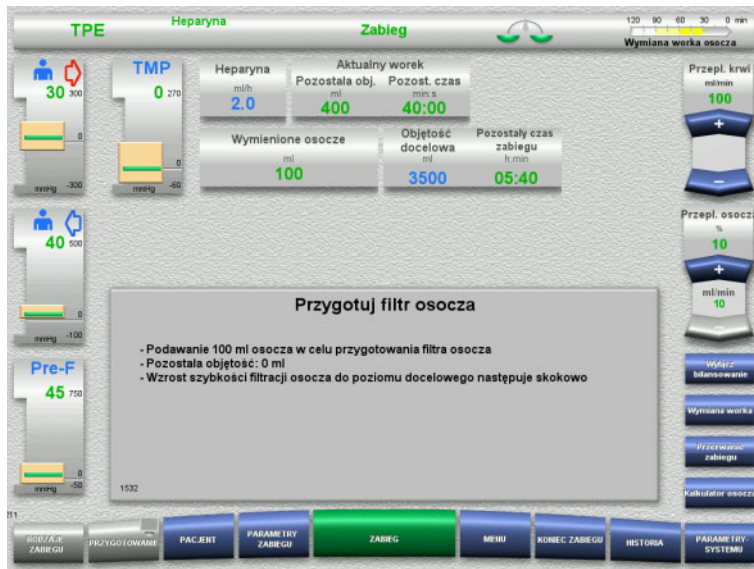 TPE
Heparyna
Zabieg
120 90 60 30 0 min
Wymiana worka osocza
30 300
0
mmHg -300
TMP
0 270
0
mmHg -60
Heparyna
ml/h
2.0
Aktualny worek
Pozostała obj. Pozost. czas
ml min:s
400 40:00
Wymienione osocze
ml
100
Objętość
docelowa
ml
3500
Pozostały czas
zabiegu
h:min
05:40
Przepł. krwi
ml/min
100
+
−
40 500
0
mmHg -100
Przepł. osocza
%
10
+
ml/min
10
−
Pre-F
45 750
0
mmHg -50
Przygotuj filtr osocza
- Podawanie 100 ml osocza w celu przygotowania filtra osocza
- Pozostała objętość: 0 ml
- Wzrost szybkości filtracji osocza do poziomu docelowego następuje skokowo
1532
Wyłącz
bilansowanie
Wymiana worka
Przerwanie
zabiegu
Kalkulator osocza
RODZAJE
ZABIEGU
PRZYGOTOWANIE
PACJENT
PARAMETRY
ZABIEGU
ZABIEG
MENU
KONIEC ZABIEGU
HISTORIA
PARAMETRY-
SYSTEMU